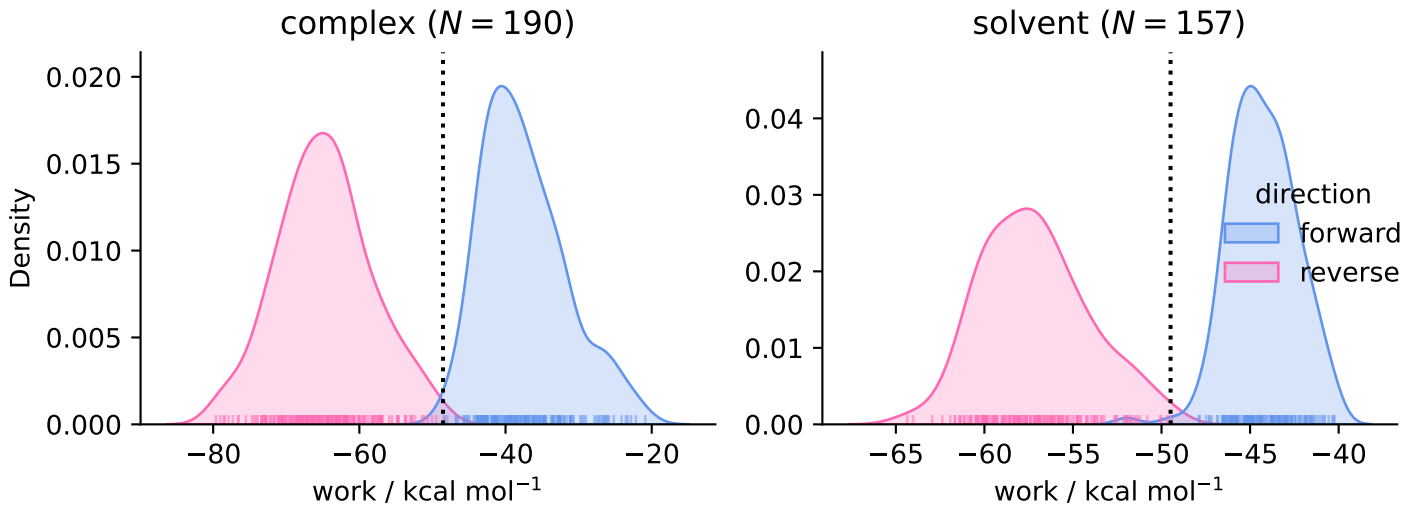 complex (N = 190)
0.020
0.015
0.010
0.005
0.000
Density
−80
−60
−40
−20
work / kcal mol⁻¹
solvent (N = 157)
0.04
0.03
0.02
0.01
0.00
−65
−60
−55
−50
−45
−40
work / kcal mol⁻¹
direction
forward
reverse